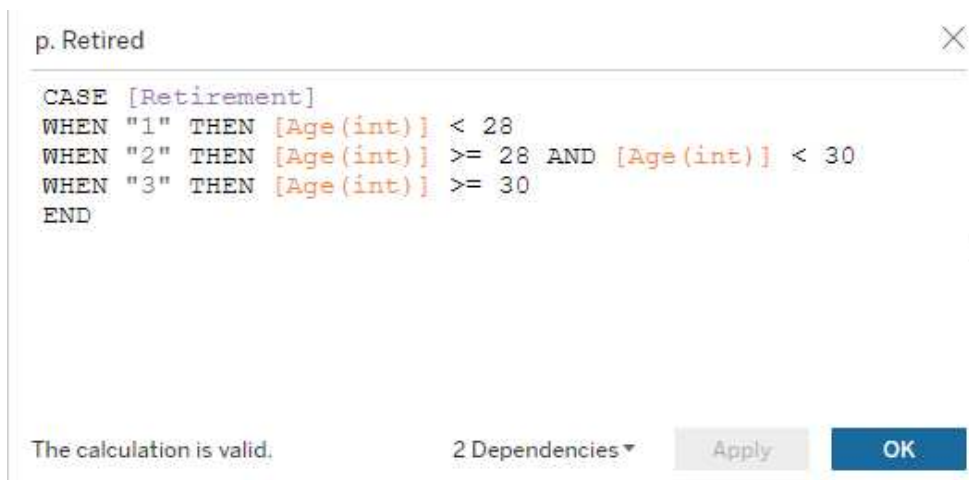 p. Retired
CASE [Retirement]
WHEN "1" THEN [Age(int)] < 28
WHEN "2" THEN [Age(int)] >= 28 AND [Age(int)] < 30
WHEN "3" THEN [Age(int)] >= 30
END
The calculation is valid. 2 Dependencies Apply OK